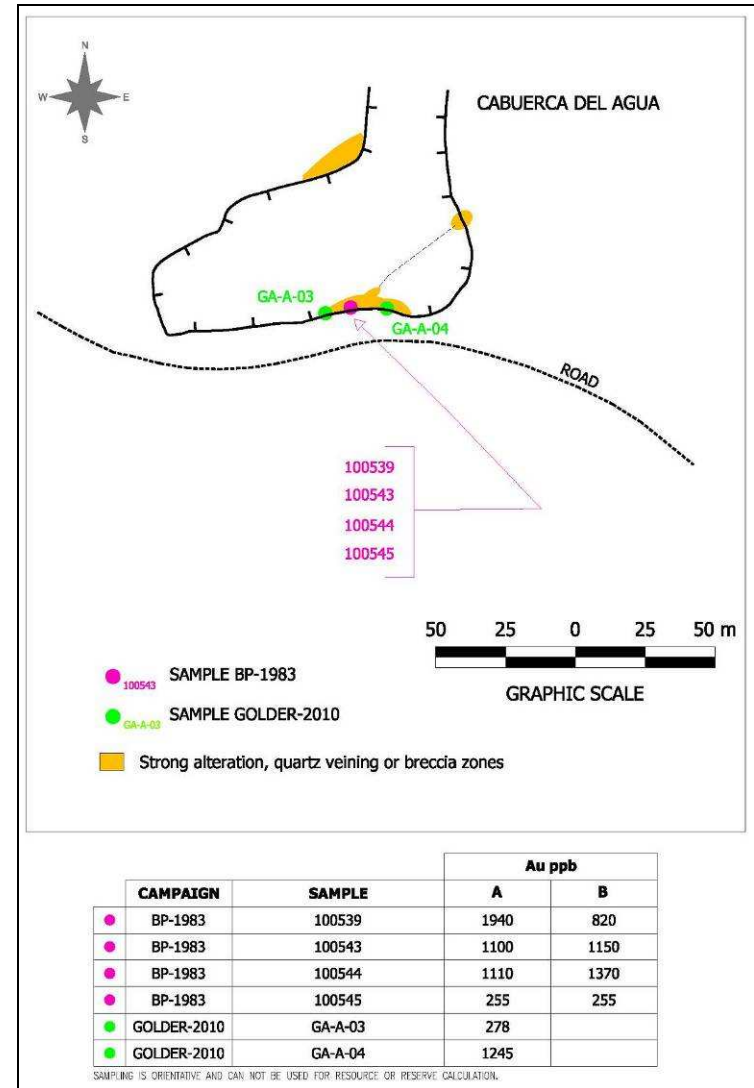 N
W E
S
CABUERCA DEL AGUA
GA-A-03
GA-A-04
ROAD
100539
100543
100544
100545
50 25 0 25 50 m
GRAPHIC SCALE
100543 SAMPLE BP-1983
GA-A-03 SAMPLE GOLDER-2010
Strong alteration, quartz veining or breccia zones
Au ppb
CAMPAIGN SAMPLE A B
BP-1983 100539 1940 820
BP-1983 100543 1100 1150
BP-1983 100544 1110 1370
BP-1983 100545 255 255
GOLDER-2010 GA-A-03 278
GOLDER-2010 GA-A-04 1245
SAMPLING IS ORIENTATIVE AND CAN NOT BE USED FOR RESOURCE OR RESERVE CALCULATION.